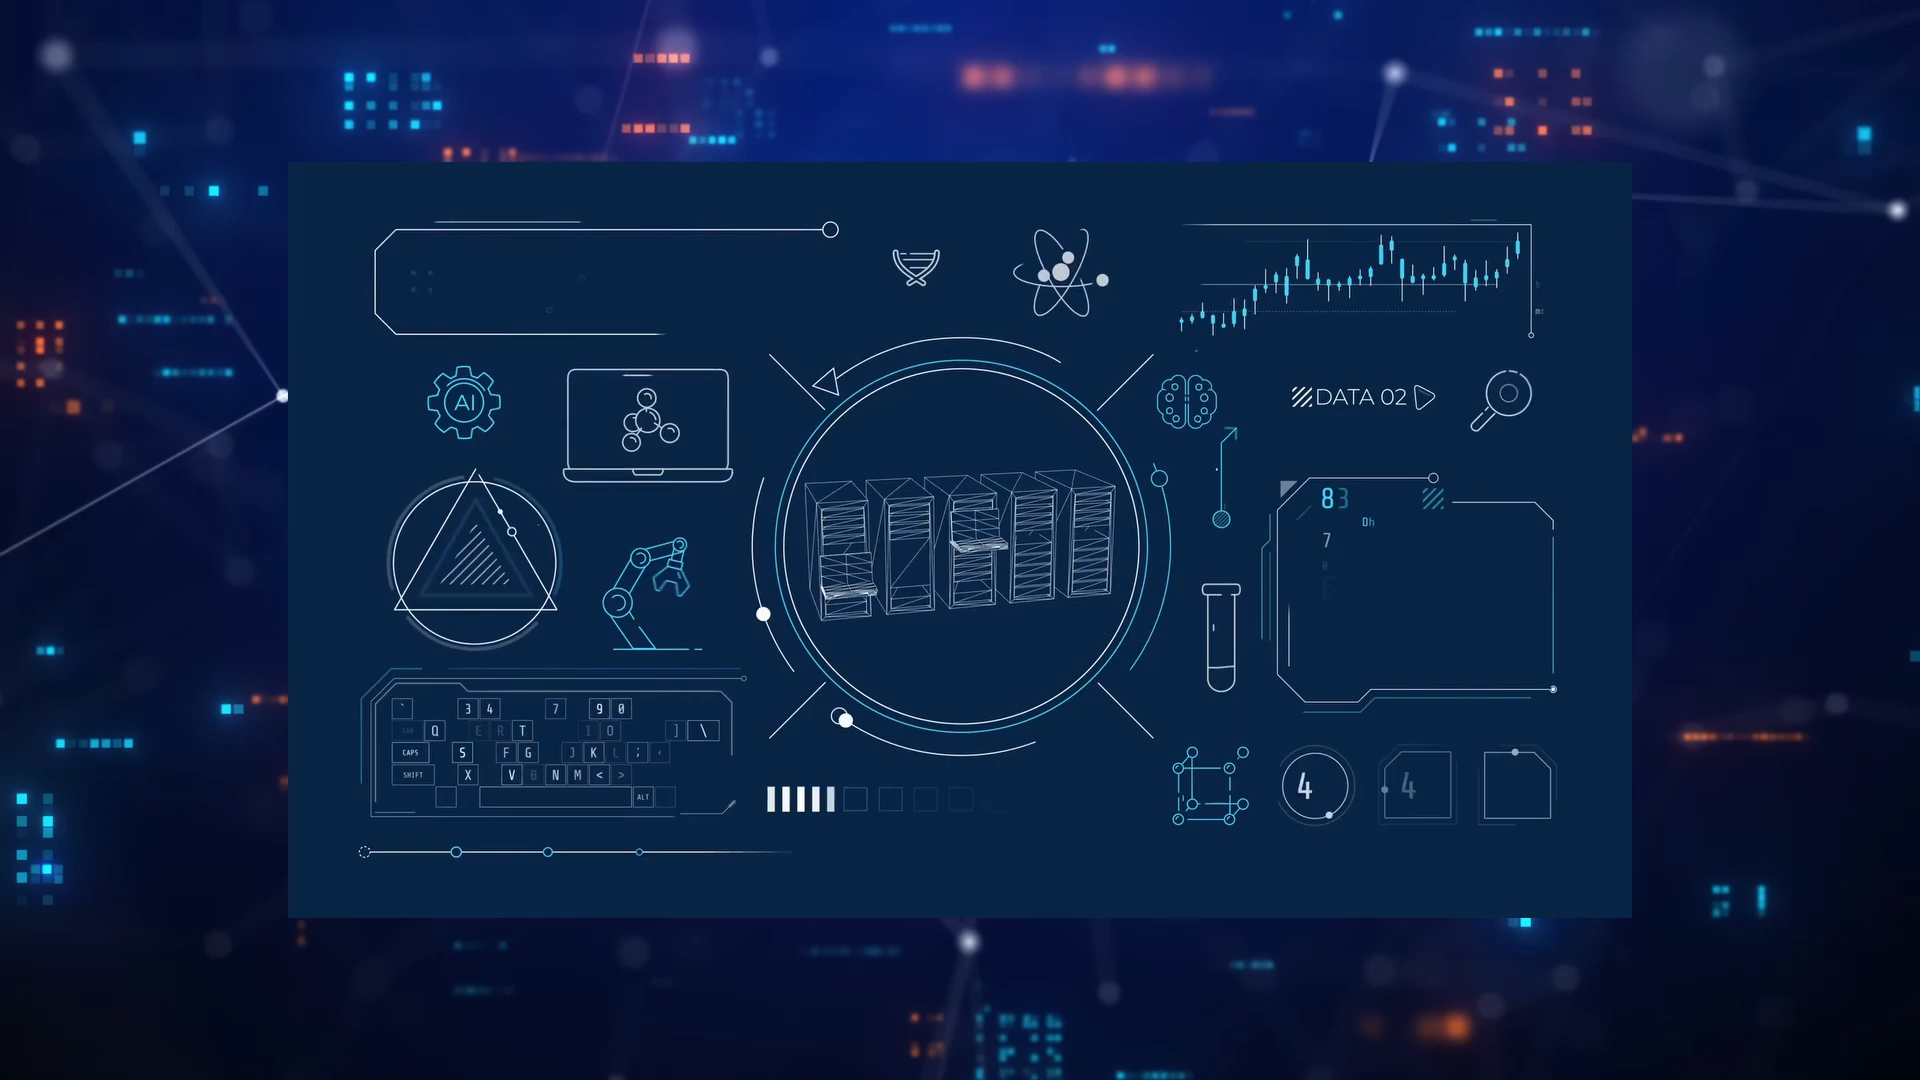 AI
DATA 02
83
Dh
7
` 3 4 7 9 0
Q E R T I O ] \
CAPS S F G J K L ; '
SHIFT X V B N M < >
ALT
4
4